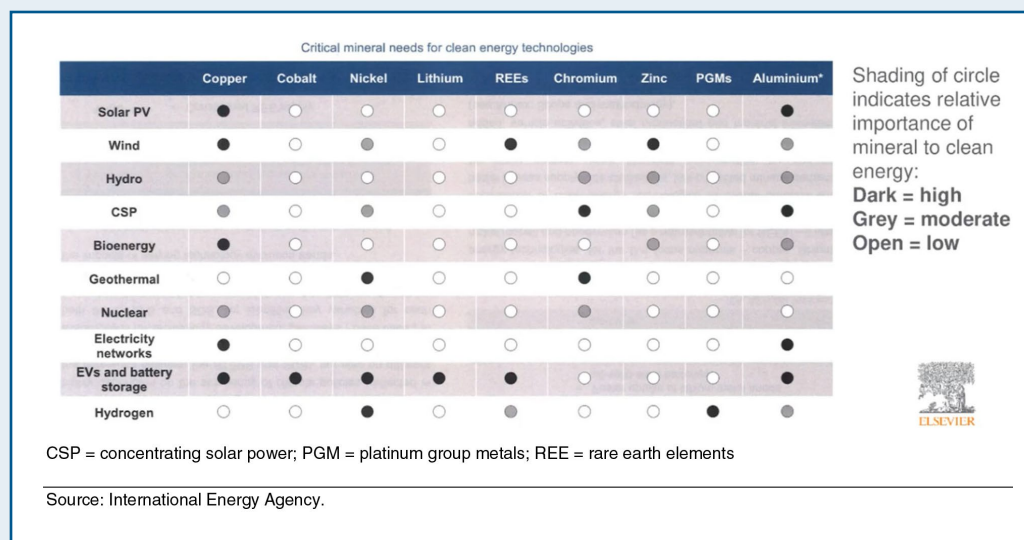 Critical mineral needs for clean energy technologies
Copper Cobalt Nickel Lithium REEs Chromium Zinc PGMs Aluminium*
Solar PV
Wind
Hydro
CSP
Bioenergy
Geothermal
Nuclear
Electricity
networks
EVs and battery
storage
Hydrogen
Shading of circle
indicates relative
importance of
mineral to clean
energy:
Dark = high
Grey = moderate
Open = low
ELSEVIER
CSP = concentrating solar power; PGM = platinum group metals; REE = rare earth elements
Source: International Energy Agency.